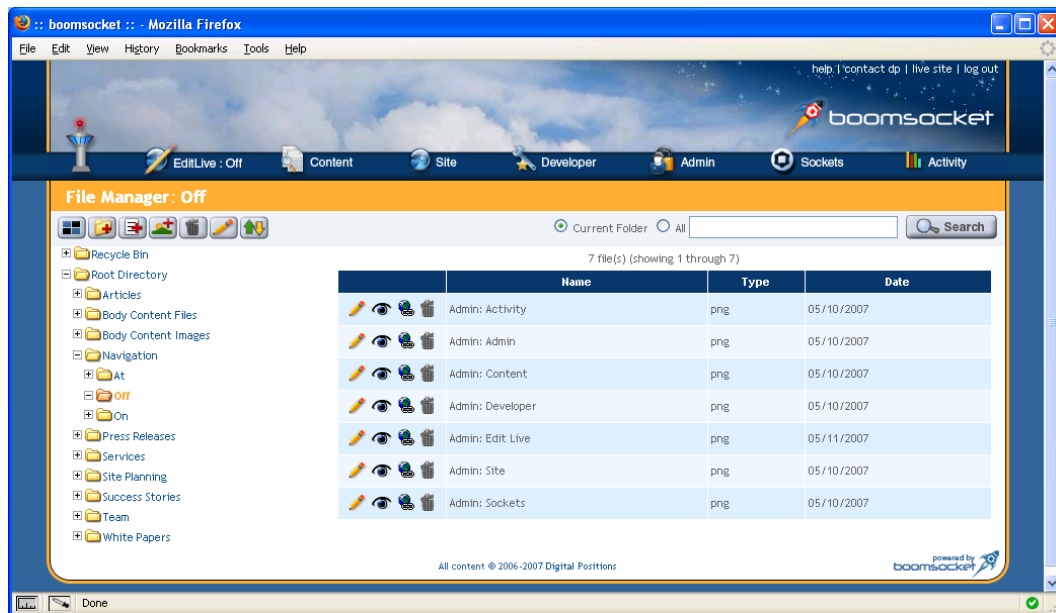 :: boomsocket :: - Mozilla Firefox
File Edit View History Bookmarks Tools Help
help | contact dp | live site | log out
boomsocket
EditLive : Off Content Site Developer Admin Sockets Activity
File Manager: Off
Current Folder All Search
Recycle Bin
7 file(s) (showing 1 through 7)
Root Directory
Name Type Date
Articles
Admin: Activity png 05/10/2007
Body Content Files
Body Content Images
Admin: Admin png 05/10/2007
Navigation
At
Admin: Content png 05/10/2007
Off
Admin: Developer png 05/10/2007
On
Press Releases
Admin: Edit Live png 05/11/2007
Services
Site Planning
Admin: Site png 05/10/2007
Success Stories
Admin: Sockets png 05/10/2007
Team
White Papers
All content © 2006-2007 Digital Positions
powered by
boomsocket
Done